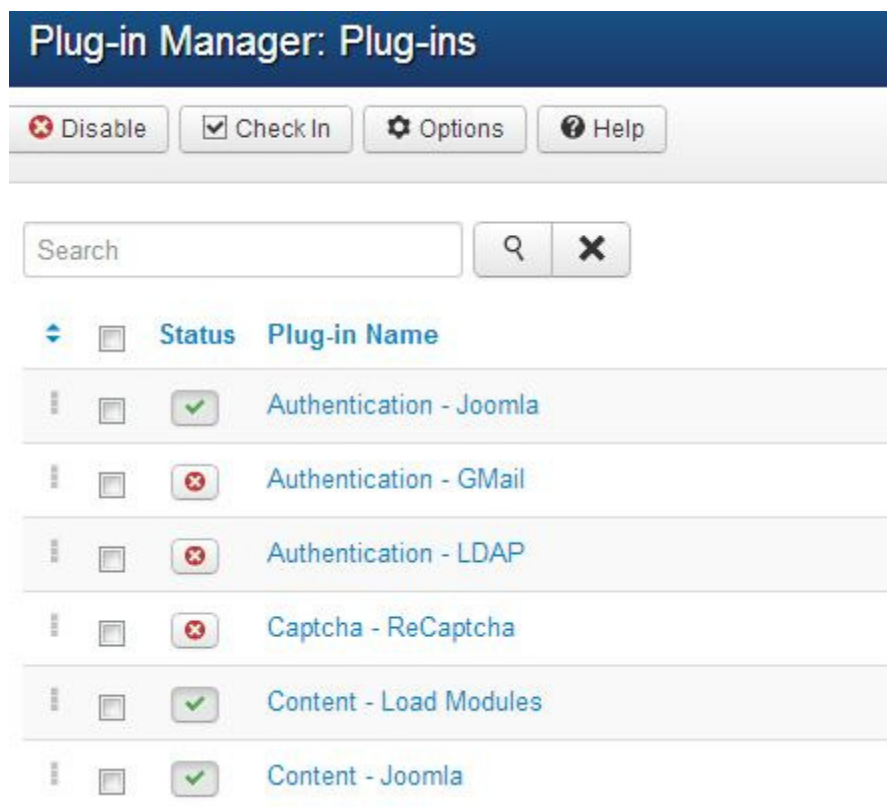 Plug-in Manager: Plug-ins
Disable Check In Options Help
Search
Status Plug-in Name
Authentication - Joomla
Authentication - GMail
Authentication - LDAP
Captcha - ReCaptcha
Content - Load Modules
Content - Joomla